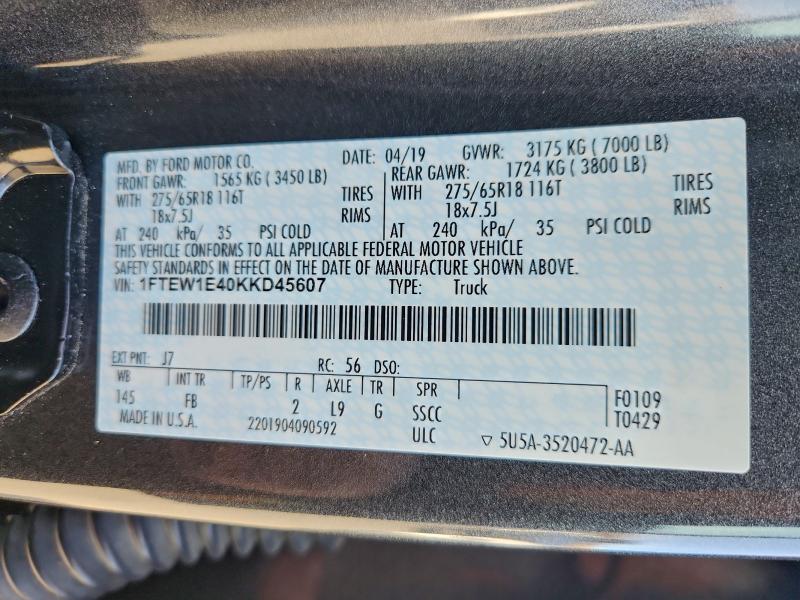 MFD. BY FORD MOTOR CO. DATE: 04/19 GVWR: 3175 KG ( 7000 LB)
FRONT GAWR: 1565 KG ( 3450 LB) REAR GAWR: 1724 KG ( 3800 LB)
WITH 275/65R18 116T TIRES WITH 275/65R18 116T TIRES
18x7.5J RIMS 18x7.5J RIMS
AT 240 kPa/ 35 PSI COLD AT 240 kPa/ 35 PSI COLD
THIS VEHICLE CONFORMS TO ALL APPLICABLE FEDERAL MOTOR VEHICLE
SAFETY STANDARDS IN EFFECT ON THE DATE OF MANUFACTURE SHOWN ABOVE.
VIN: 1FTEW1E40KKD45607 TYPE: Truck
EXT PNT: J7 RC: 56 DSO:
WB INT TR TP/PS R AXLE TR SPR
145 FB 2 L9 G SSCC
F0109
T0429
MADE IN U.S.A. 2201904090592 ULC ▽ 5U5A-3520472-AA